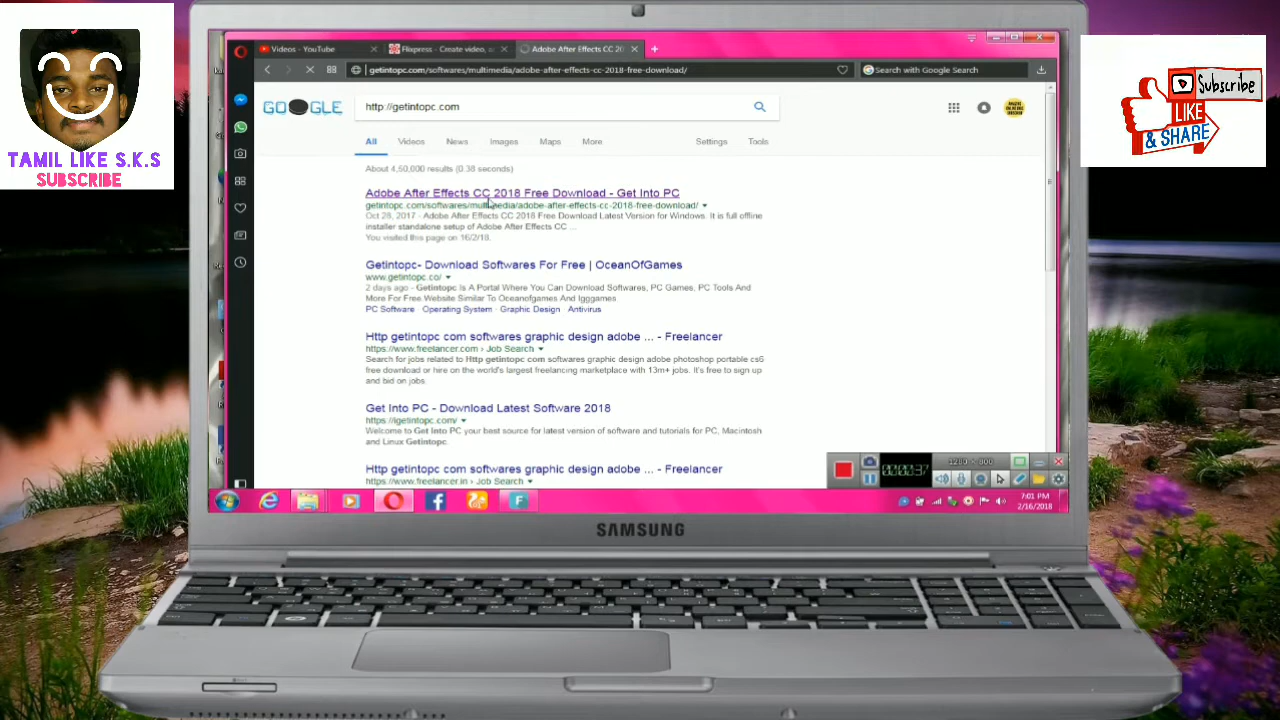 TAMIL LIKE S.K.S
SUBSCRIBE
Videos - YouTube
Flixpress - Create video, a
Adobe After Effects CC 20
getintopc.com/softwares/multimedia/adobe-after-effects-cc-2018-free-download/
Search with Google Search
GOOGLE
http://getintopc.com
All Videos News Images Maps More Settings Tools
About 4,50,000 results (0.38 seconds)
Adobe After Effects CC 2018 Free Download - Get Into PC
getintopc.com/softwares/multimedia/adobe-after-effects-cc-2018-free-download/
Oct 28, 2017 - Adobe After Effects CC 2018 Free Download Latest Version for Windows. It is full offline
installer standalone setup of Adobe After Effects CC ...
You visited this page on 16/2/18.
Getintopc- Download Softwares For Free | OceanOfGames
www.getintopc.co/
2 days ago - Getintopc Is A Portal Where You Can Download Softwares, PC Games, PC Tools And
More For Free Website Similar To Oceanofgames And Igggames
PC Software · Operating System · Graphic Design · Antivirus
Http getintopc com softwares graphic design adobe ... - Freelancer
https://www.freelancer.com › Job Search
Search for jobs related to Http getintopc com softwares graphic design adobe photoshop portable cs6
free download or hire on the world's largest freelancing marketplace with 13m+ jobs. It's free to sign up
and bid on jobs.
Get Into PC - Download Latest Software 2018
https://igetintopc.com/
Welcome to Get Into PC your best source for latest version of software and tutorials for PC, Macintosh
and Linux Getintopc.
Http getintopc com softwares graphic design adobe ... - Freelancer
https://www.freelancer.in › Job Search
1280 × 800
00:00:37
7:01 PM
2/16/2018
SAMSUNG
Subscribe
LIKE
& SHARE